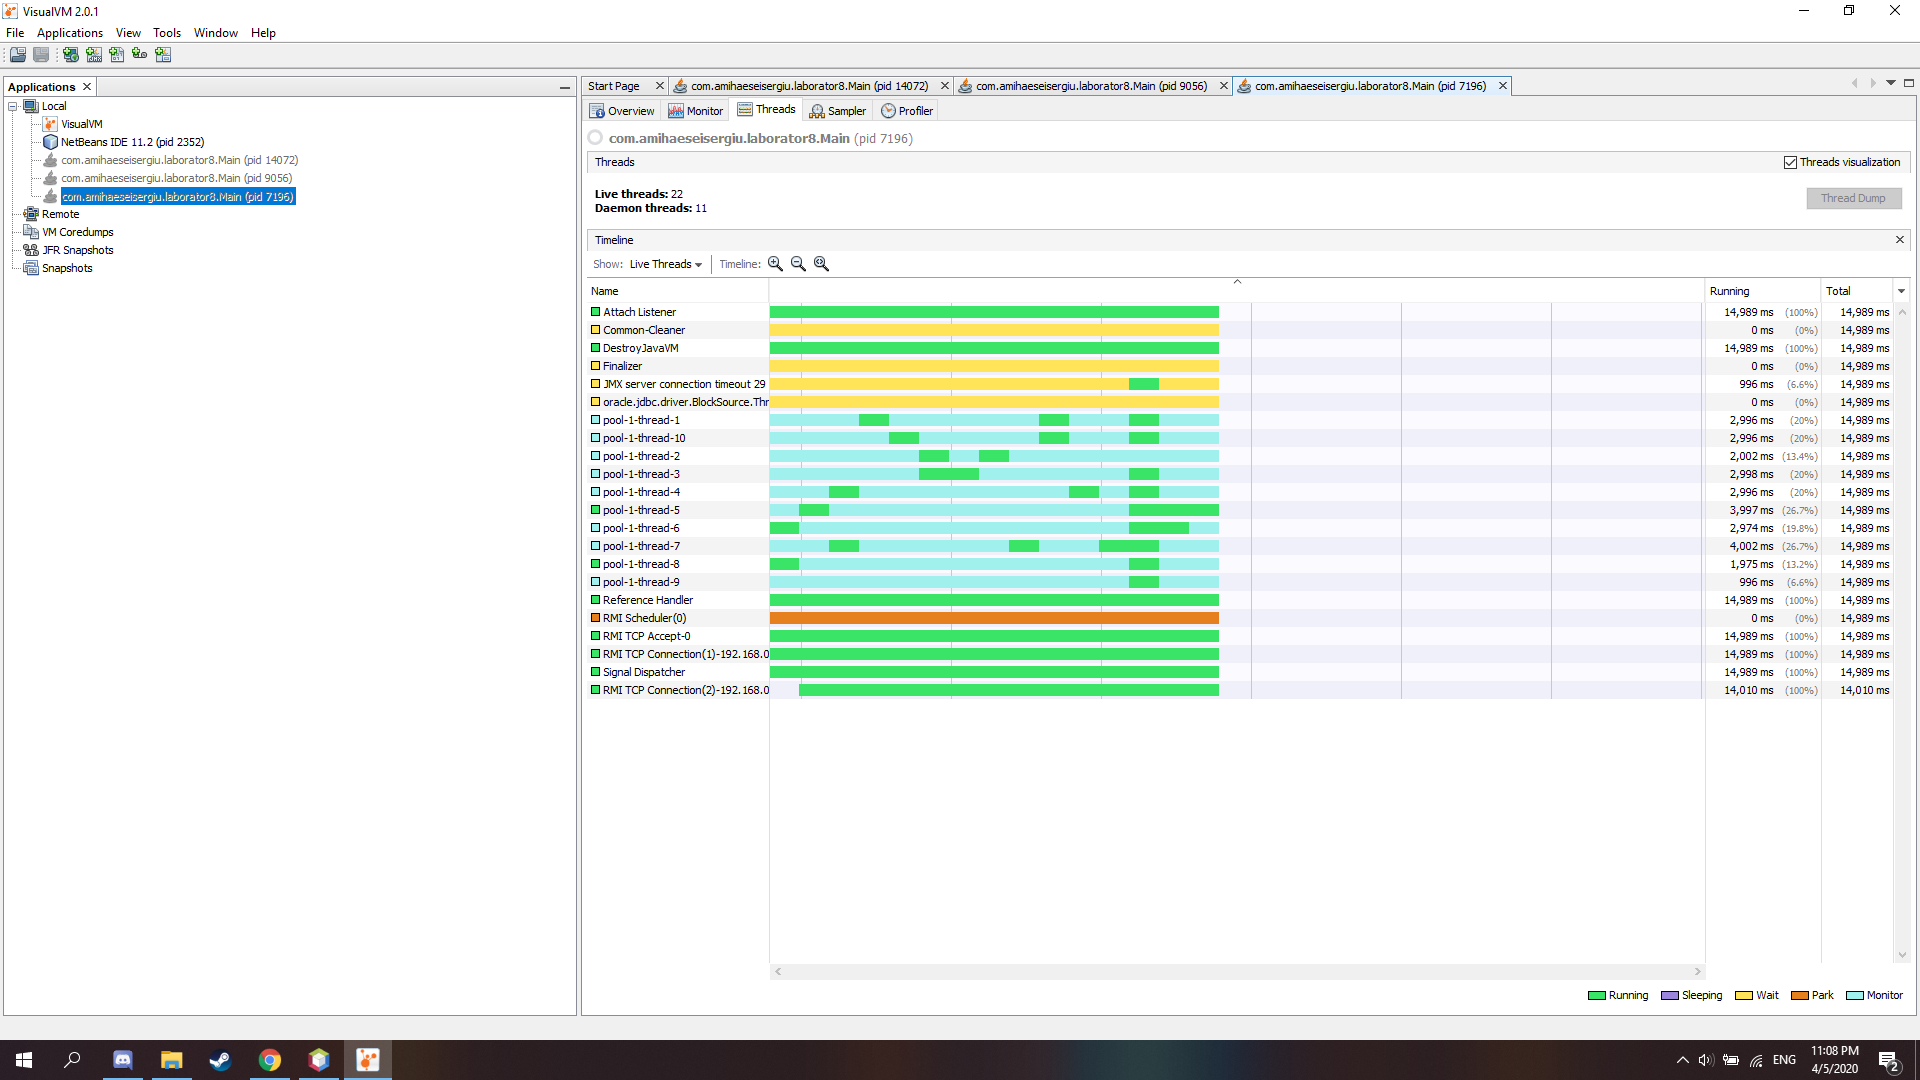 VisualVM 2.0.1
File Applications View Tools Window Help
Applications
Local
VisualVM
NetBeans IDE 11.2 (pid 2352)
com.amihaeseisergiu.laborator8.Main (pid 14072)
com.amihaeseisergiu.laborator8.Main (pid 9056)
com.amihaeseisergiu.laborator8.Main (pid 7196)
Remote
VM Coredumps
JFR Snapshots
Snapshots
Start Page com.amihaeseisergiu.laborator8.Main (pid 14072) com.amihaeseisergiu.laborator8.Main (pid 9056) com.amihaeseisergiu.laborator8.Main (pid 7196)
Overview Monitor Threads Sampler Profiler
com.amihaeseisergiu.laborator8.Main (pid 7196)
Threads Threads visualization
Live threads: 22
Daemon threads: 11
Thread Dump
Timeline
Show: Live Threads Timeline:
Name Running Total
Attach Listener 14,989 ms (100%) 14,989 ms
Common-Cleaner 0 ms (0%) 14,989 ms
DestroyJavaVM 14,989 ms (100%) 14,989 ms
Finalizer 0 ms (0%) 14,989 ms
JMX server connection timeout 29 996 ms (6.6%) 14,989 ms
oracle.jdbc.driver.BlockSource.Thr 0 ms (0%) 14,989 ms
pool-1-thread-1 2,996 ms (20%) 14,989 ms
pool-1-thread-10 2,996 ms (20%) 14,989 ms
pool-1-thread-2 2,002 ms (13.4%) 14,989 ms
pool-1-thread-3 2,998 ms (20%) 14,989 ms
pool-1-thread-4 2,996 ms (20%) 14,989 ms
pool-1-thread-5 3,997 ms (26.7%) 14,989 ms
pool-1-thread-6 2,974 ms (19.8%) 14,989 ms
pool-1-thread-7 4,002 ms (26.7%) 14,989 ms
pool-1-thread-8 1,975 ms (13.2%) 14,989 ms
pool-1-thread-9 996 ms (6.6%) 14,989 ms
Reference Handler 14,989 ms (100%) 14,989 ms
RMI Scheduler(0) 0 ms (0%) 14,989 ms
RMI TCP Accept-0 14,989 ms (100%) 14,989 ms
RMI TCP Connection(1)-192.168.0 14,989 ms (100%) 14,989 ms
Signal Dispatcher 14,989 ms (100%) 14,989 ms
RMI TCP Connection(2)-192.168.0 14,010 ms (100%) 14,010 ms
Running Sleeping Wait Park Monitor
ENG
11:08 PM
4/5/2020
2